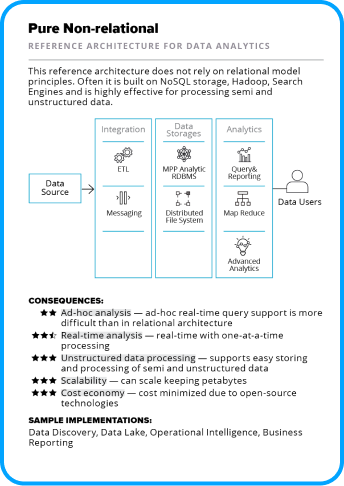 Pure Non-relational
REFERENCE ARCHITECTURE FOR DATA ANALYTICS
This reference architecture does not rely on relational model
principles. Often it is built on NoSQL storage, Hadoop, Search
Engines and is highly effective for processing semi and
unstructured data.
Data
Source
Integration
ETL
Messaging
Data
Storages
MPP Analytic
RDBMS
Distributed
File System
Analytics
Query&
Reporting
Map Reduce
Advanced
Analytics
Data Users
CONSEQUENCES:
Ad-hoc analysis — ad-hoc real-time query support is more
difficult than in relational architecture
Real-time analysis — real-time with one-at-a-time
processing
Unstructured data processing — supports easy storing
and processing of semi and unstructured data
Scalability — can scale keeping petabytes
Cost economy — cost minimized due to open-source
technologies
SAMPLE IMPLEMENTATIONS:
Data Discovery, Data Lake, Operational Intelligence, Business
Reporting